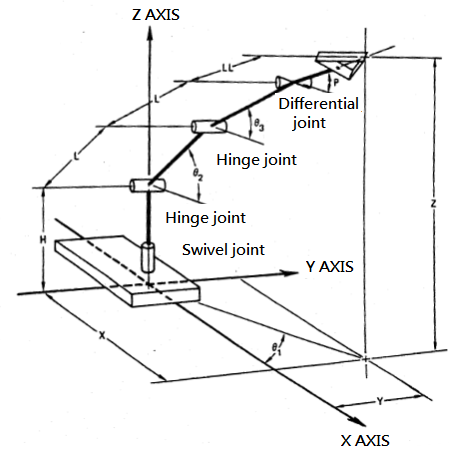 Z AXIS
LL
L
P
Differential
joint
θ3
Hinge joint
L
θ2
Z
Hinge joint
H
Swivel joint
Y AXIS
X
θ1
Y
X AXIS